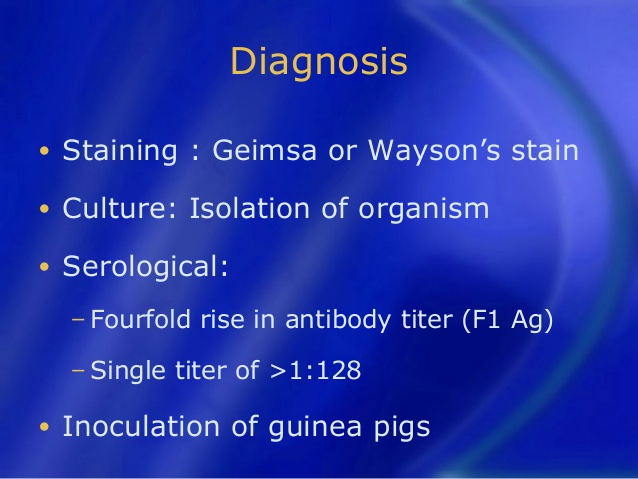 Diagnosis
• Staining : Geimsa or Wayson’s stain
• Culture: Isolation of organism
• Serological:
– Fourfold rise in antibody titer (F1 Ag)
– Single titer of >1:128
• Inoculation of guinea pigs